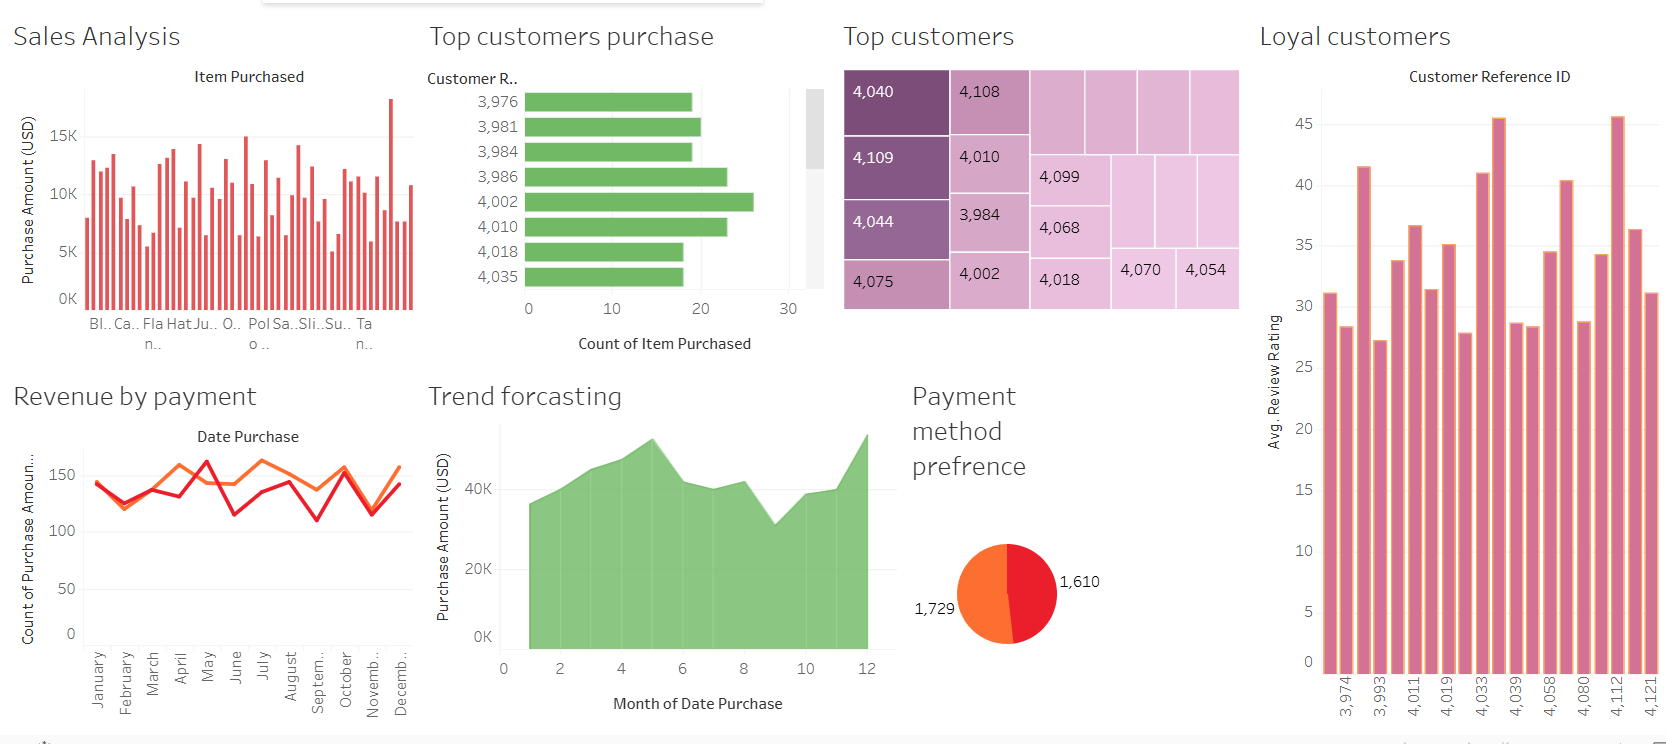 Sales Analysis
Item Purchased
Purchase Amount (USD)
15K
10K
5K
0K
Bl.. Ca.. Fla Hat Ju.. O.. Pol Sa.. Sli.. Su.. Ta
n.. o .. n..
Top customers purchase
Customer R..
3,976
3,981
3,984
3,986
4,002
4,010
4,018
4,035
0 10 20 30
Count of Item Purchased
Top customers
4,040
4,109
4,044
4,075
4,108
4,010
3,984
4,002
4,099
4,068
4,018
4,070
4,054
Loyal customers
Customer Reference ID
Avg. Review Rating
45
40
35
30
25
20
15
10
5
0
3,974
3,993
4,011
4,019
4,033
4,039
4,058
4,080
4,112
4,121
Revenue by payment
Date Purchase
Count of Purchase Amoun...
150
100
50
0
January
February
March
April
May
June
July
August
Septem..
October
Novemb..
Decemb..
Trend forcasting
Purchase Amount (USD)
40K
20K
0K
0 2 4 6 8 10 12
Month of Date Purchase
Payment
method
prefrence
1,610
1,729